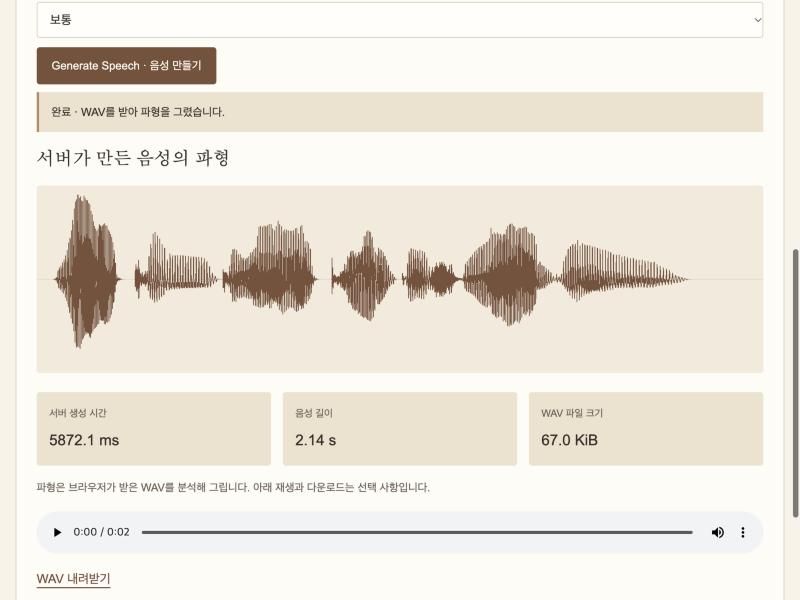 보통
Generate Speech · 음성 만들기
완료 · WAV를 받아 파형을 그렸습니다.
서버가 만든 음성의 파형
서버 생성 시간
5872.1 ms
음성 길이
2.14 s
WAV 파일 크기
67.0 KiB
파형은 브라우저가 받은 WAV를 분석해 그립니다. 아래 재생과 다운로드는 선택 사항입니다.
0:00 / 0:02
WAV 내려받기